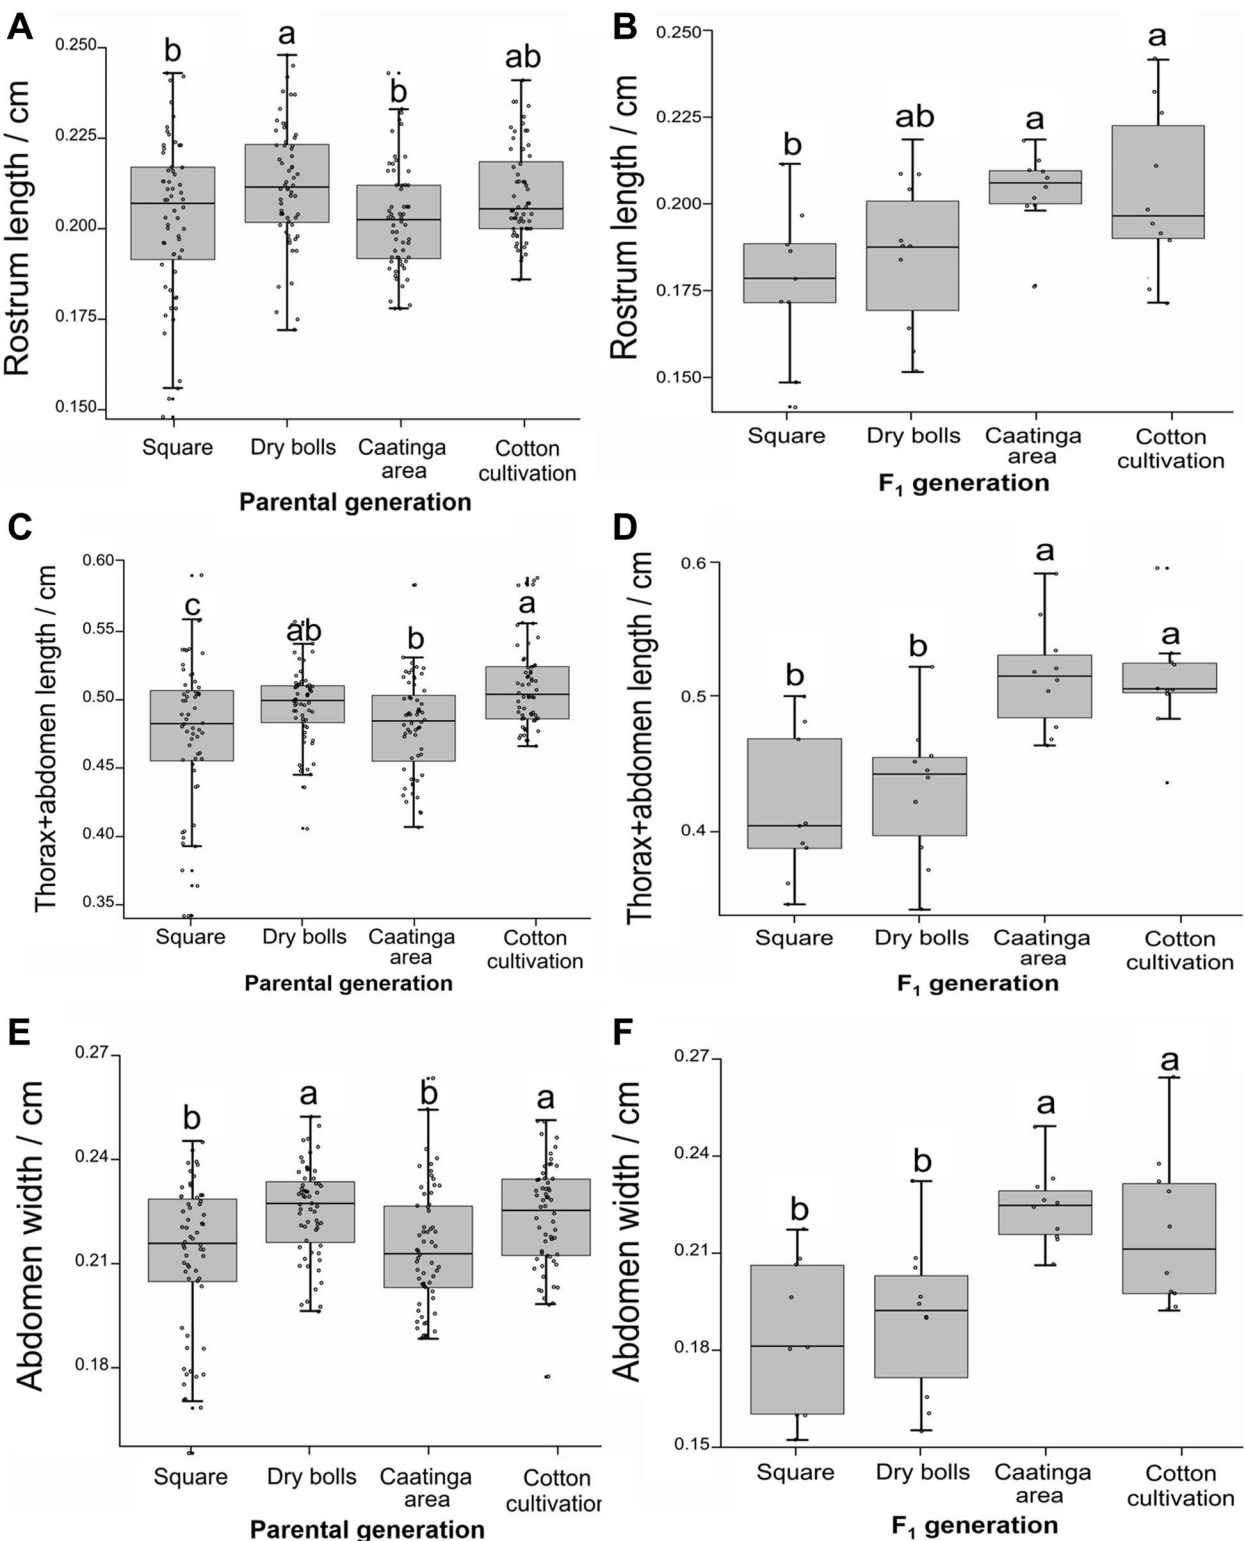 A
Rostrum length / cm
0.250
0.225
0.200
0.175
0.150
b
a
b
ab
Square
Dry bolls
Caatinga
area
Cotton
cultivation
Parental generation
B
Rostrum length / cm
0.250
0.225
0.200
0.175
0.150
b
ab
a
a
Square
Dry bolls
Caatinga
area
Cotton
cultivation
F₁ generation
C
Thorax+abdomen length / cm
0.60
0.55
0.50
0.45
0.40
0.35
c
ab
b
a
Square
Dry bolls
Caatinga
area
Cotton
cultivation
Parental generation
D
Thorax+abdomen length / cm
0.6
0.5
0.4
b
b
a
a
Square
Dry bolls
Caatinga
area
Cotton
cultivation
F₁ generation
E
Abdomen width / cm
0.27
0.24
0.21
0.18
b
a
b
a
Square
Dry bolls
Caatinga
area
Cotton
cultivatior
Parental generation
F
Abdomen width / cm
0.27
0.24
0.21
0.18
0.15
b
b
a
a
Square
Dry bolls
Caatinga
area
Cotton
cultivation
F₁ generation